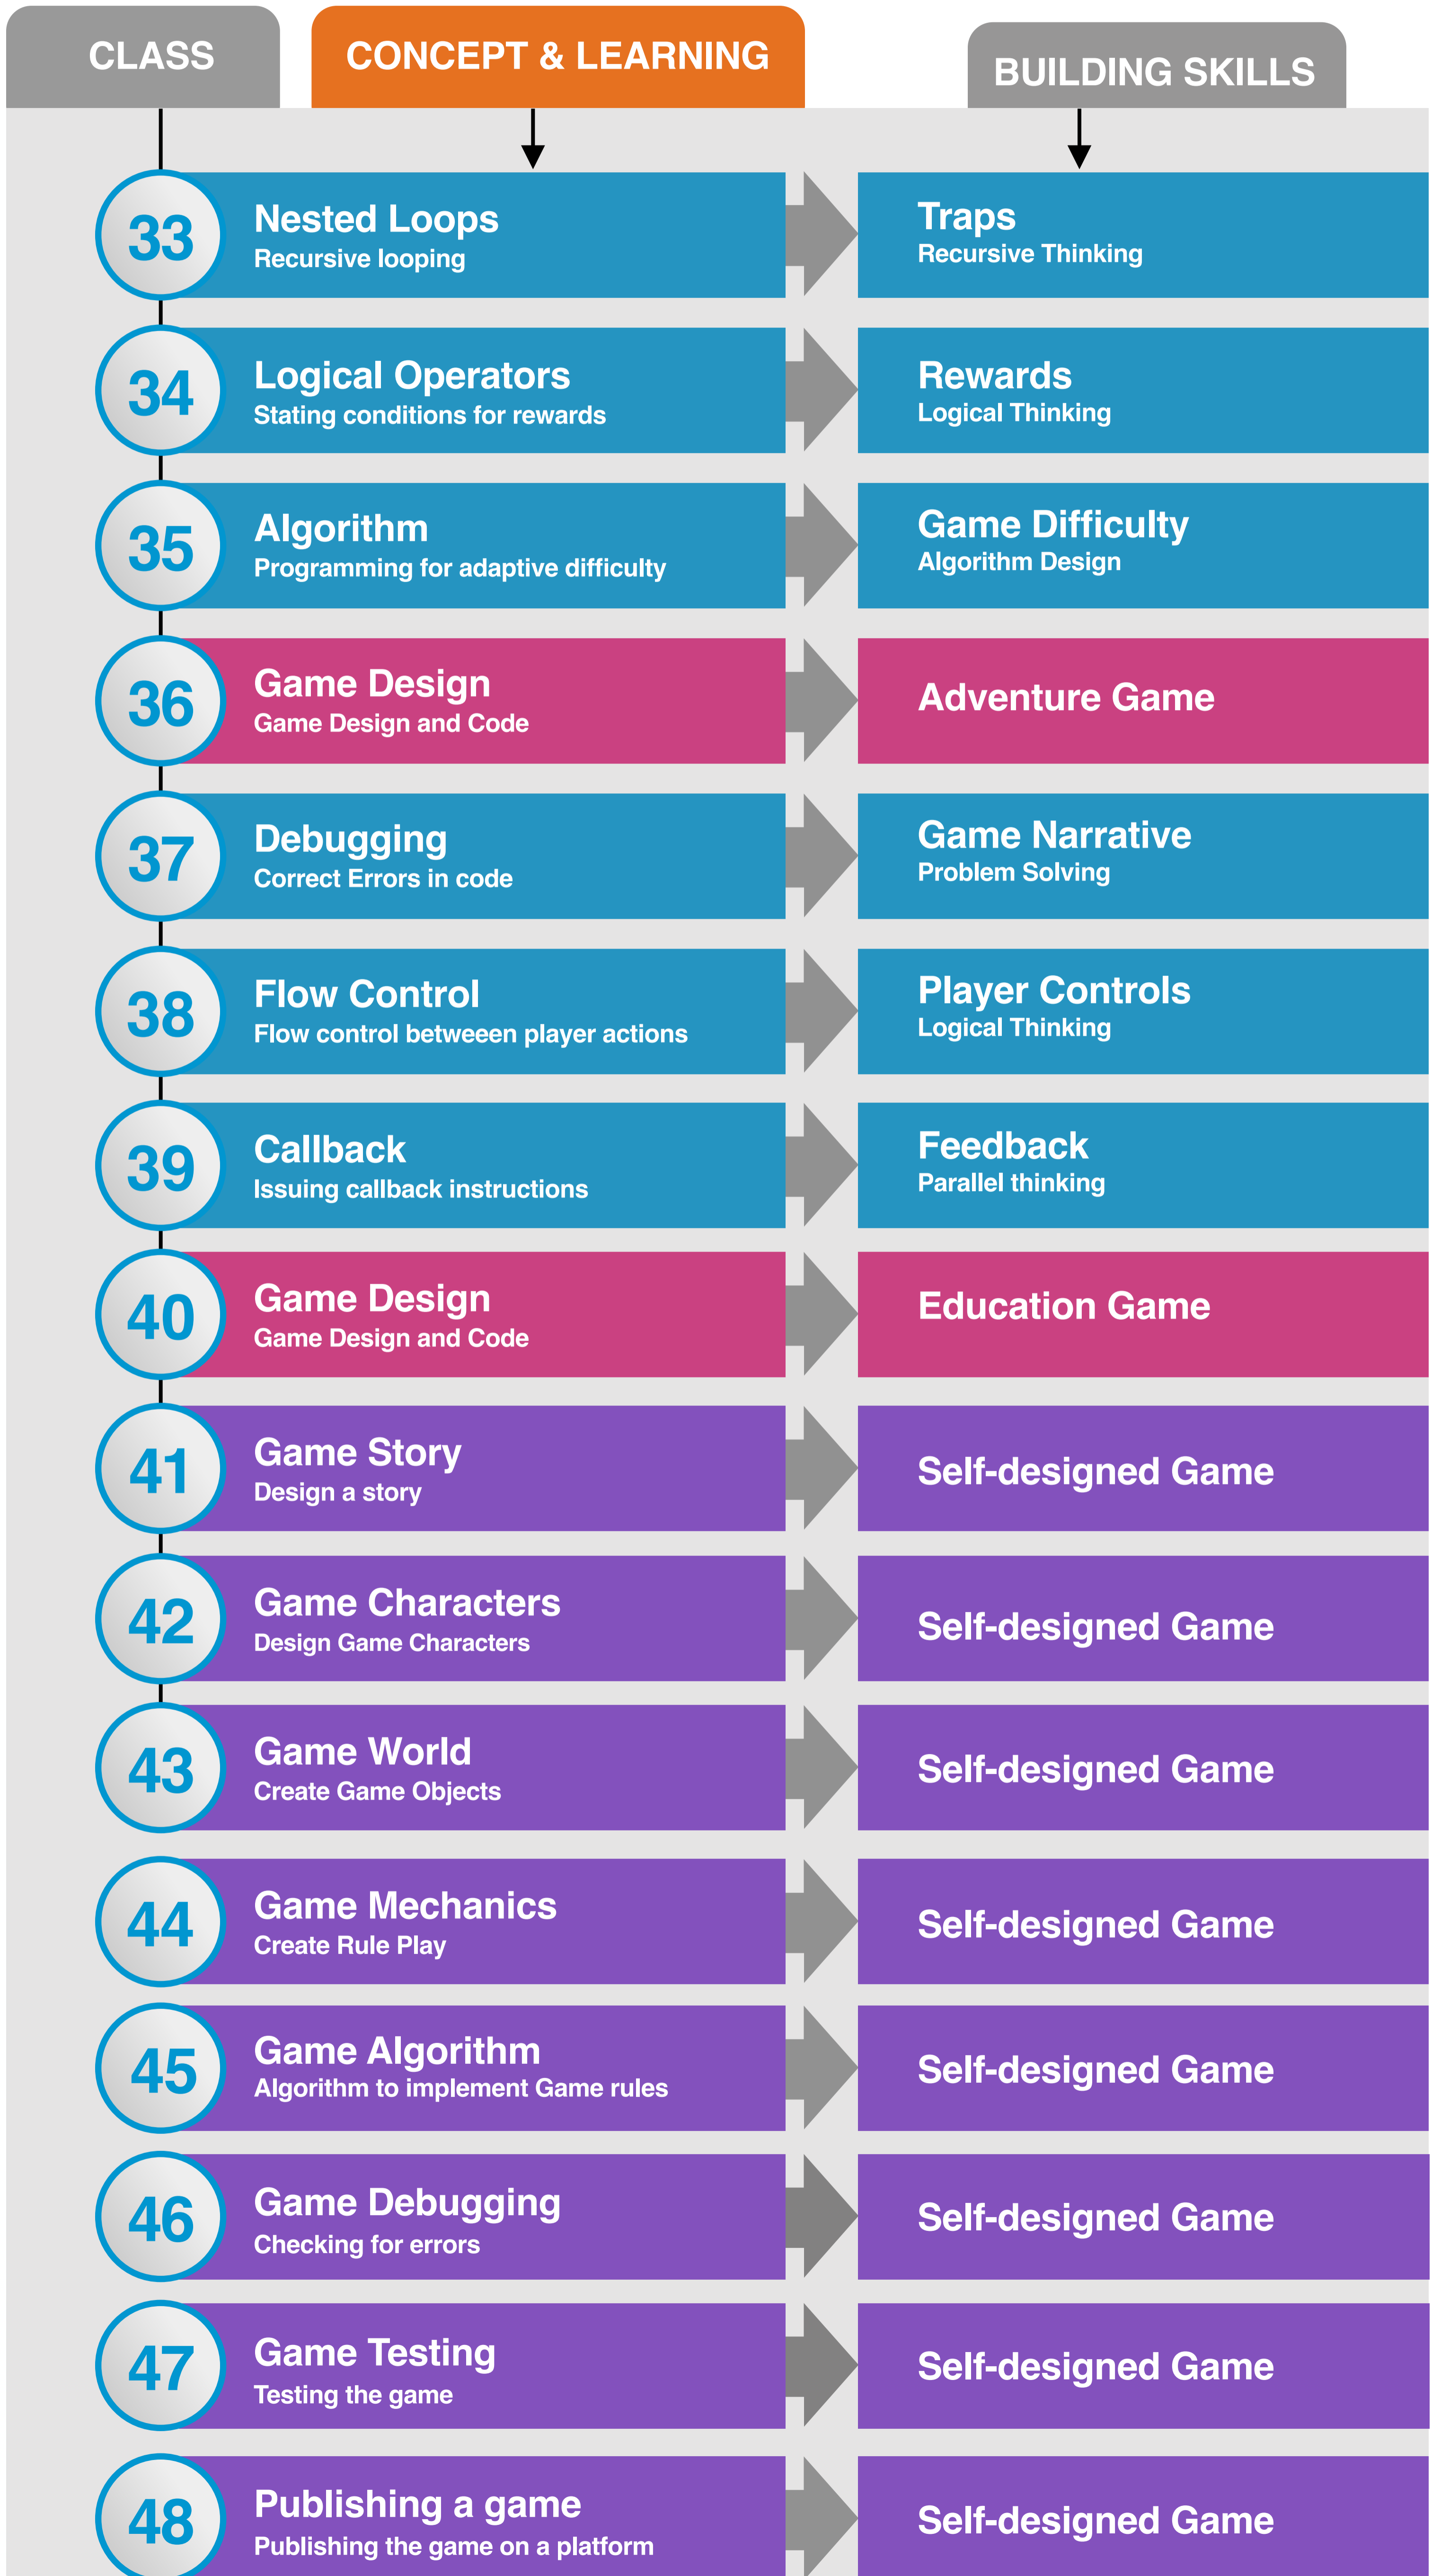 CLASS
CONCEPT & LEARNING
BUILDING SKILLS
33
Nested Loops
Recursive looping
Traps
Recursive Thinking
34
Logical Operators
Stating conditions for rewards
Rewards
Logical Thinking
35
Algorithm
Programming for adaptive difficulty
Game Difficulty
Algorithm Design
36
Game Design
Game Design and Code
Adventure Game
37
Debugging
Correct Errors in code
Game Narrative
Problem Solving
38
Flow Control
Flow control betweeen player actions
Player Controls
Logical Thinking
39
Callback
Issuing callback instructions
Feedback
Parallel thinking
40
Game Design
Game Design and Code
Education Game
41
Game Story
Design a story
Self-designed Game
42
Game Characters
Design Game Characters
Self-designed Game
43
Game World
Create Game Objects
Self-designed Game
44
Game Mechanics
Create Rule Play
Self-designed Game
45
Game Algorithm
Algorithm to implement Game rules
Self-designed Game
46
Game Debugging
Checking for errors
Self-designed Game
47
Game Testing
Testing the game
Self-designed Game
48
Publishing a game
Publishing the game on a platform
Self-designed Game